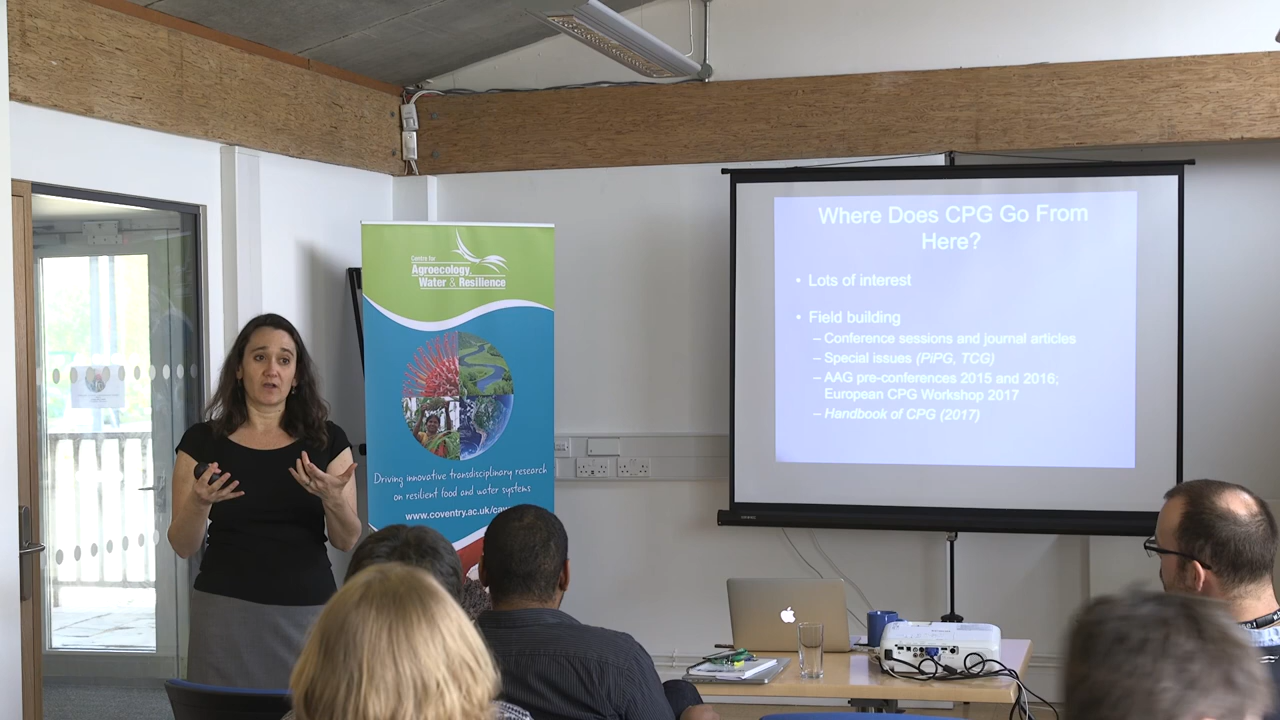 Centre for
Agroecology,
Water & Resilience
Driving innovative transdisciplinary research
on resilient food and water systems
www.coventry.ac.uk/caw
Where Does CPG Go From
Here?
• Lots of interest
• Field building
– Conference sessions and journal articles
– Special issues (PiPG, TCG)
– AAG pre-conferences 2015 and 2016;
European CPG Workshop 2017
– Handbook of CPG (2017)